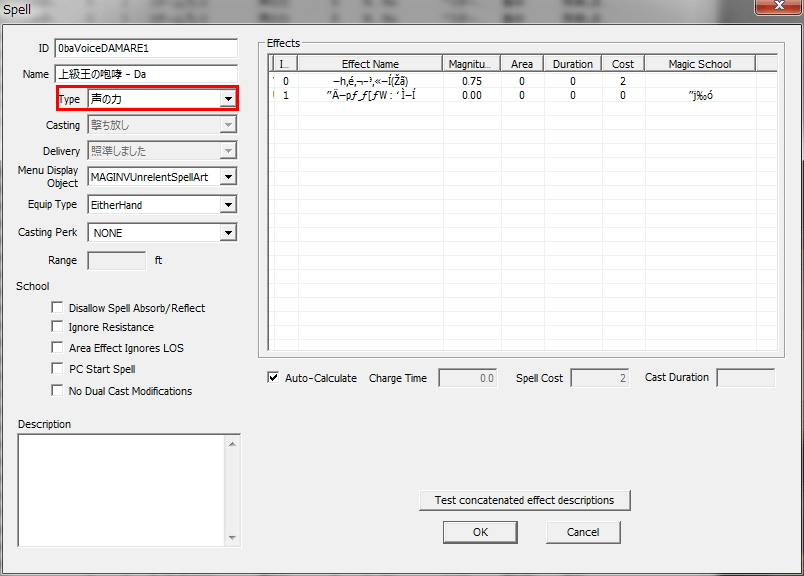 Spell
ID 0baVoiceDAMARE1
Name 上級王の咆哮 - Da
Type 声の力
Casting 撃ち放し
Delivery 照準しました
Menu Display
Object MAGINVUnrelentSpellArt
Equip Type EitherHand
Casting Perk NONE
Range ft
School
Disallow Spell Absorb/Reflect
Ignore Resistance
Area Effect Ignores LOS
PC Start Spell
No Dual Cast Modifications
Description
Effects
I... Effect Name Magnitu... Area Duration Cost Magic School
0 0.75 0 0 2
1 0.00 0 0 0
Auto-Calculate Charge Time 0.0 Spell Cost 2 Cast Duration
Test concatenated effect descriptions
OK Cancel